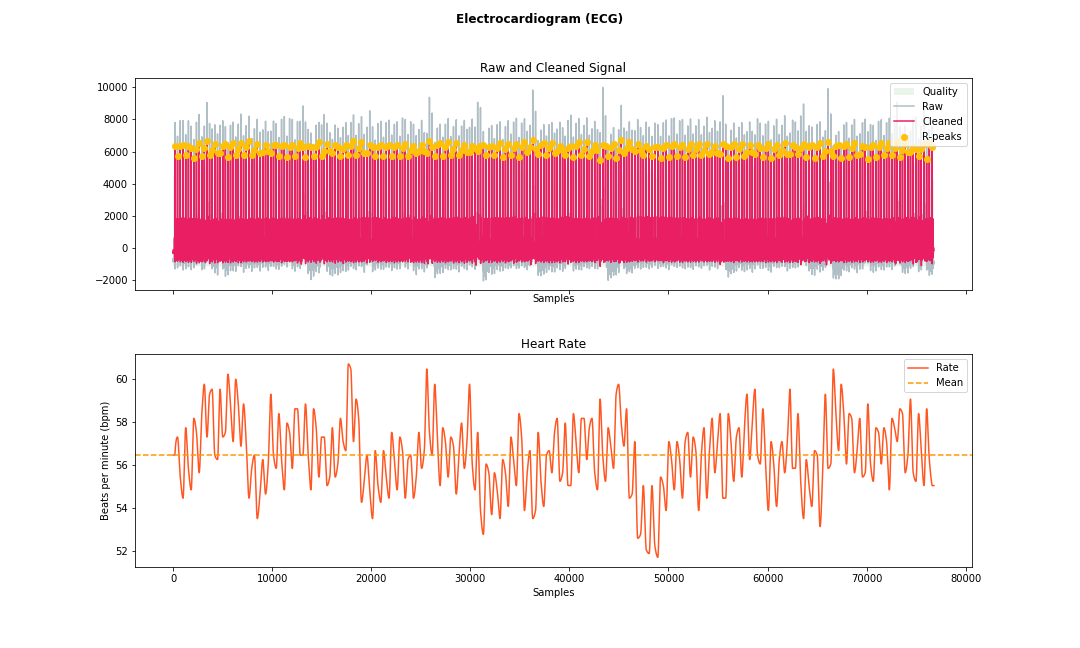 Electrocardiogram (ECG)
Raw and Cleaned Signal
10000
8000
6000
4000
2000
0
−2000
Quality
Raw
Cleaned
R-peaks
Samples
Heart Rate
Beats per minute (bpm)
60
58
56
54
52
Rate
Mean
0
10000
20000
30000
40000
50000
60000
70000
80000
Samples